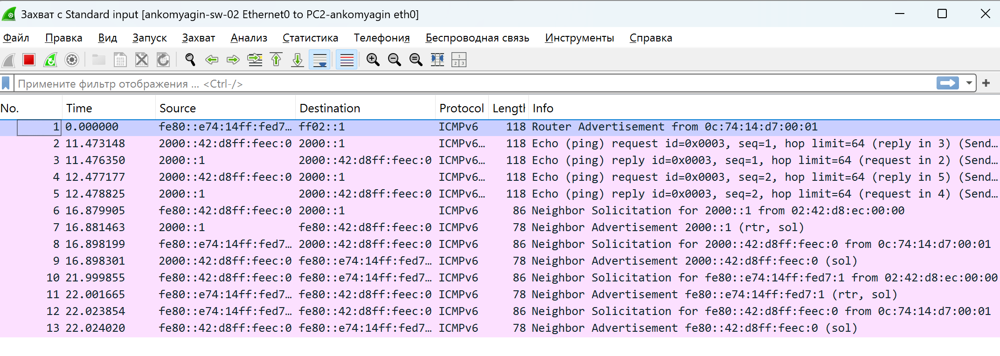 Захват с Standard input [ankomyagin-sw-02 Ethernet0 to PC2-ankomyagin eth0]
Файл Правка Вид Запуск Захват Анализ Статистика Телефония Беспроводная связь Инструменты Справка
Примените фильтр отображения ... <Ctrl-/>
No. Time Source Destination Protocol Length Info
1 0.000000 fe80::e74:14ff:fed7… ff02::1 ICMPv6 118 Router Advertisement from 0c:74:14:d7:00:01
2 11.473148 2000::42:d8ff:feec:0 2000::1 ICMPv6… 118 Echo (ping) request id=0x0003, seq=1, hop limit=64 (reply in 3) (Send…
3 11.476350 2000::1 2000::42:d8ff:feec:0 ICMPv6… 118 Echo (ping) reply id=0x0003, seq=1, hop limit=64 (request in 2) (Send…
4 12.477177 2000::42:d8ff:feec:0 2000::1 ICMPv6… 118 Echo (ping) request id=0x0003, seq=2, hop limit=64 (reply in 5) (Send…
5 12.478825 2000::1 2000::42:d8ff:feec:0 ICMPv6… 118 Echo (ping) reply id=0x0003, seq=2, hop limit=64 (request in 4) (Send…
6 16.879905 fe80::42:d8ff:feec:0 2000::1 ICMPv6 86 Neighbor Solicitation for 2000::1 from 02:42:d8:ec:00:00
7 16.881463 2000::1 fe80::42:d8ff:feec:0 ICMPv6 78 Neighbor Advertisement 2000::1 (rtr, sol)
8 16.898199 fe80::e74:14ff:fed7… 2000::42:d8ff:feec:0 ICMPv6 86 Neighbor Solicitation for 2000::42:d8ff:feec:0 from 0c:74:14:d7:00:01
9 16.898301 2000::42:d8ff:feec:0 fe80::e74:14ff:fed7… ICMPv6 78 Neighbor Advertisement 2000::42:d8ff:feec:0 (sol)
10 21.999855 fe80::42:d8ff:feec:0 fe80::e74:14ff:fed7… ICMPv6 86 Neighbor Solicitation for fe80::e74:14ff:fed7:1 from 02:42:d8:ec:00:00
11 22.001665 fe80::e74:14ff:fed7… fe80::42:d8ff:feec:0 ICMPv6 78 Neighbor Advertisement fe80::e74:14ff:fed7:1 (rtr, sol)
12 22.023854 fe80::e74:14ff:fed7… fe80::42:d8ff:feec:0 ICMPv6 86 Neighbor Solicitation for fe80::42:d8ff:feec:0 from 0c:74:14:d7:00:01
13 22.024020 fe80::42:d8ff:feec:0 fe80::e74:14ff:fed7… ICMPv6 78 Neighbor Advertisement fe80::42:d8ff:feec:0 (sol)